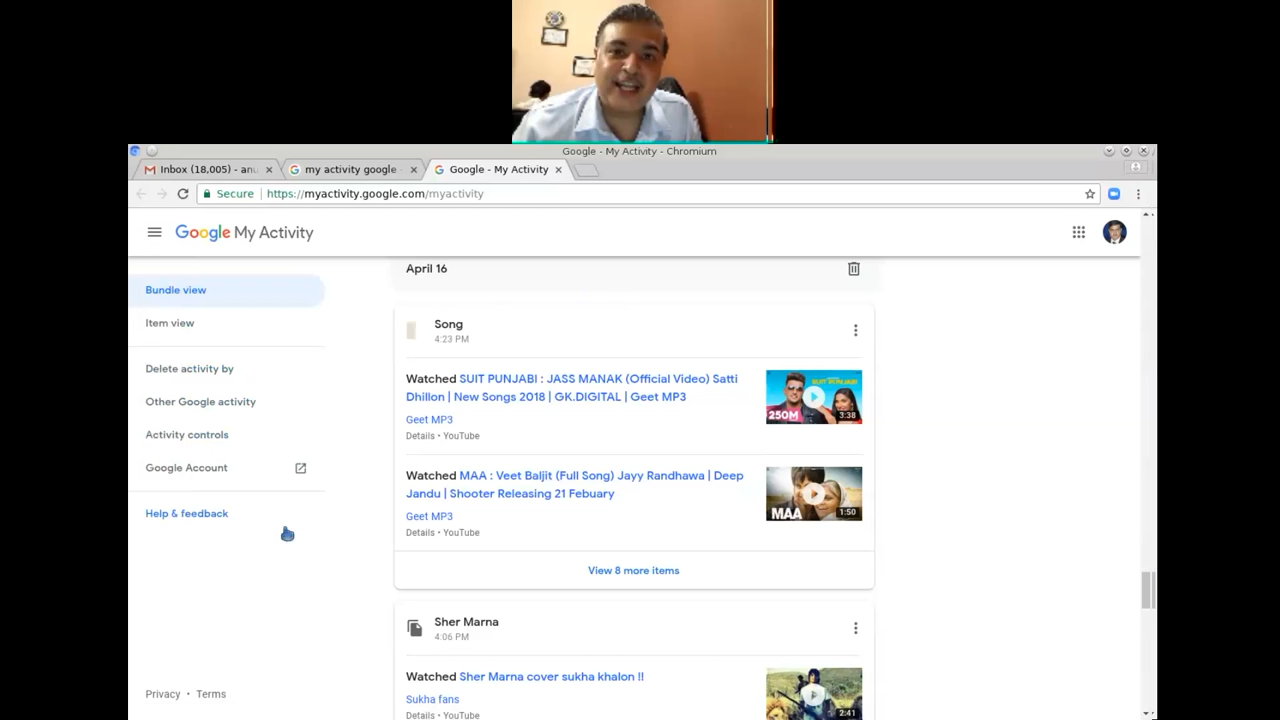 Google - My Activity - Chromium
Inbox (18,005) - anu
my activity google -
Google - My Activity
Secure
https://myactivity.google.com/myactivity
Google My Activity
Bundle view
Item view
Delete activity by
Other Google activity
Activity controls
Google Account
Help & feedback
Privacy • Terms
April 16
Song
4:23 PM
Watched SUIT PUNJABI : JASS MANAK (Official Video) Satti
Dhillon | New Songs 2018 | GK.DIGITAL | Geet MP3
Geet MP3
Details • YouTube
SUIT PUNJABI
250M
3:38
Watched MAA : Veet Baljit (Full Song) Jayy Randhawa | Deep
Jandu | Shooter Releasing 21 Febuary
Geet MP3
Details • YouTube
MAA
1:50
View 8 more items
Sher Marna
4:06 PM
Watched Sher Marna cover sukha khalon !!
Sukha fans
Details • YouTube
2:41